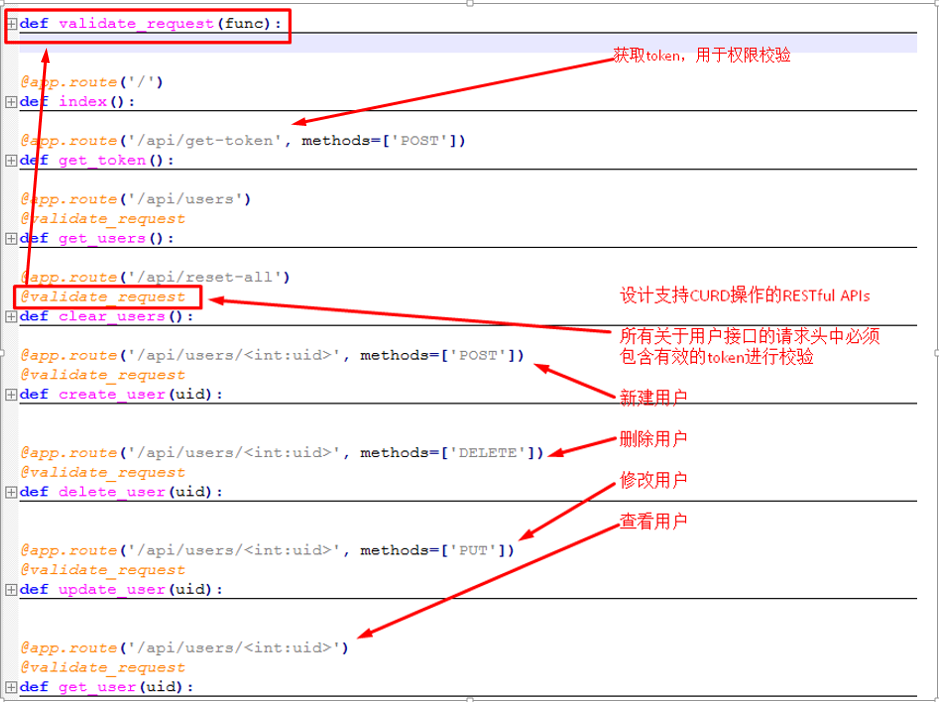 def validate_request(func):
获取token，用于权限校验
@app.route('/')
def index():
@app.route('/api/get-token', methods=['POST'])
def get_token():
@app.route('/api/users')
@validate_request
def get_users():
@app.route('/api/reset-all')
@validate_request
def clear_users():
设计支持CURD操作的RESTful APIs
所有关于用户接口的请求头中必须
包含有效的token进行校验
@app.route('/api/users/<int:uid>', methods=['POST'])
@validate_request
def create_user(uid):
新建用户
删除用户
@app.route('/api/users/<int:uid>', methods=['DELETE'])
@validate_request
def delete_user(uid):
修改用户
查看用户
@app.route('/api/users/<int:uid>', methods=['PUT'])
@validate_request
def update_user(uid):
@app.route('/api/users/<int:uid>')
@validate_request
def get_user(uid):